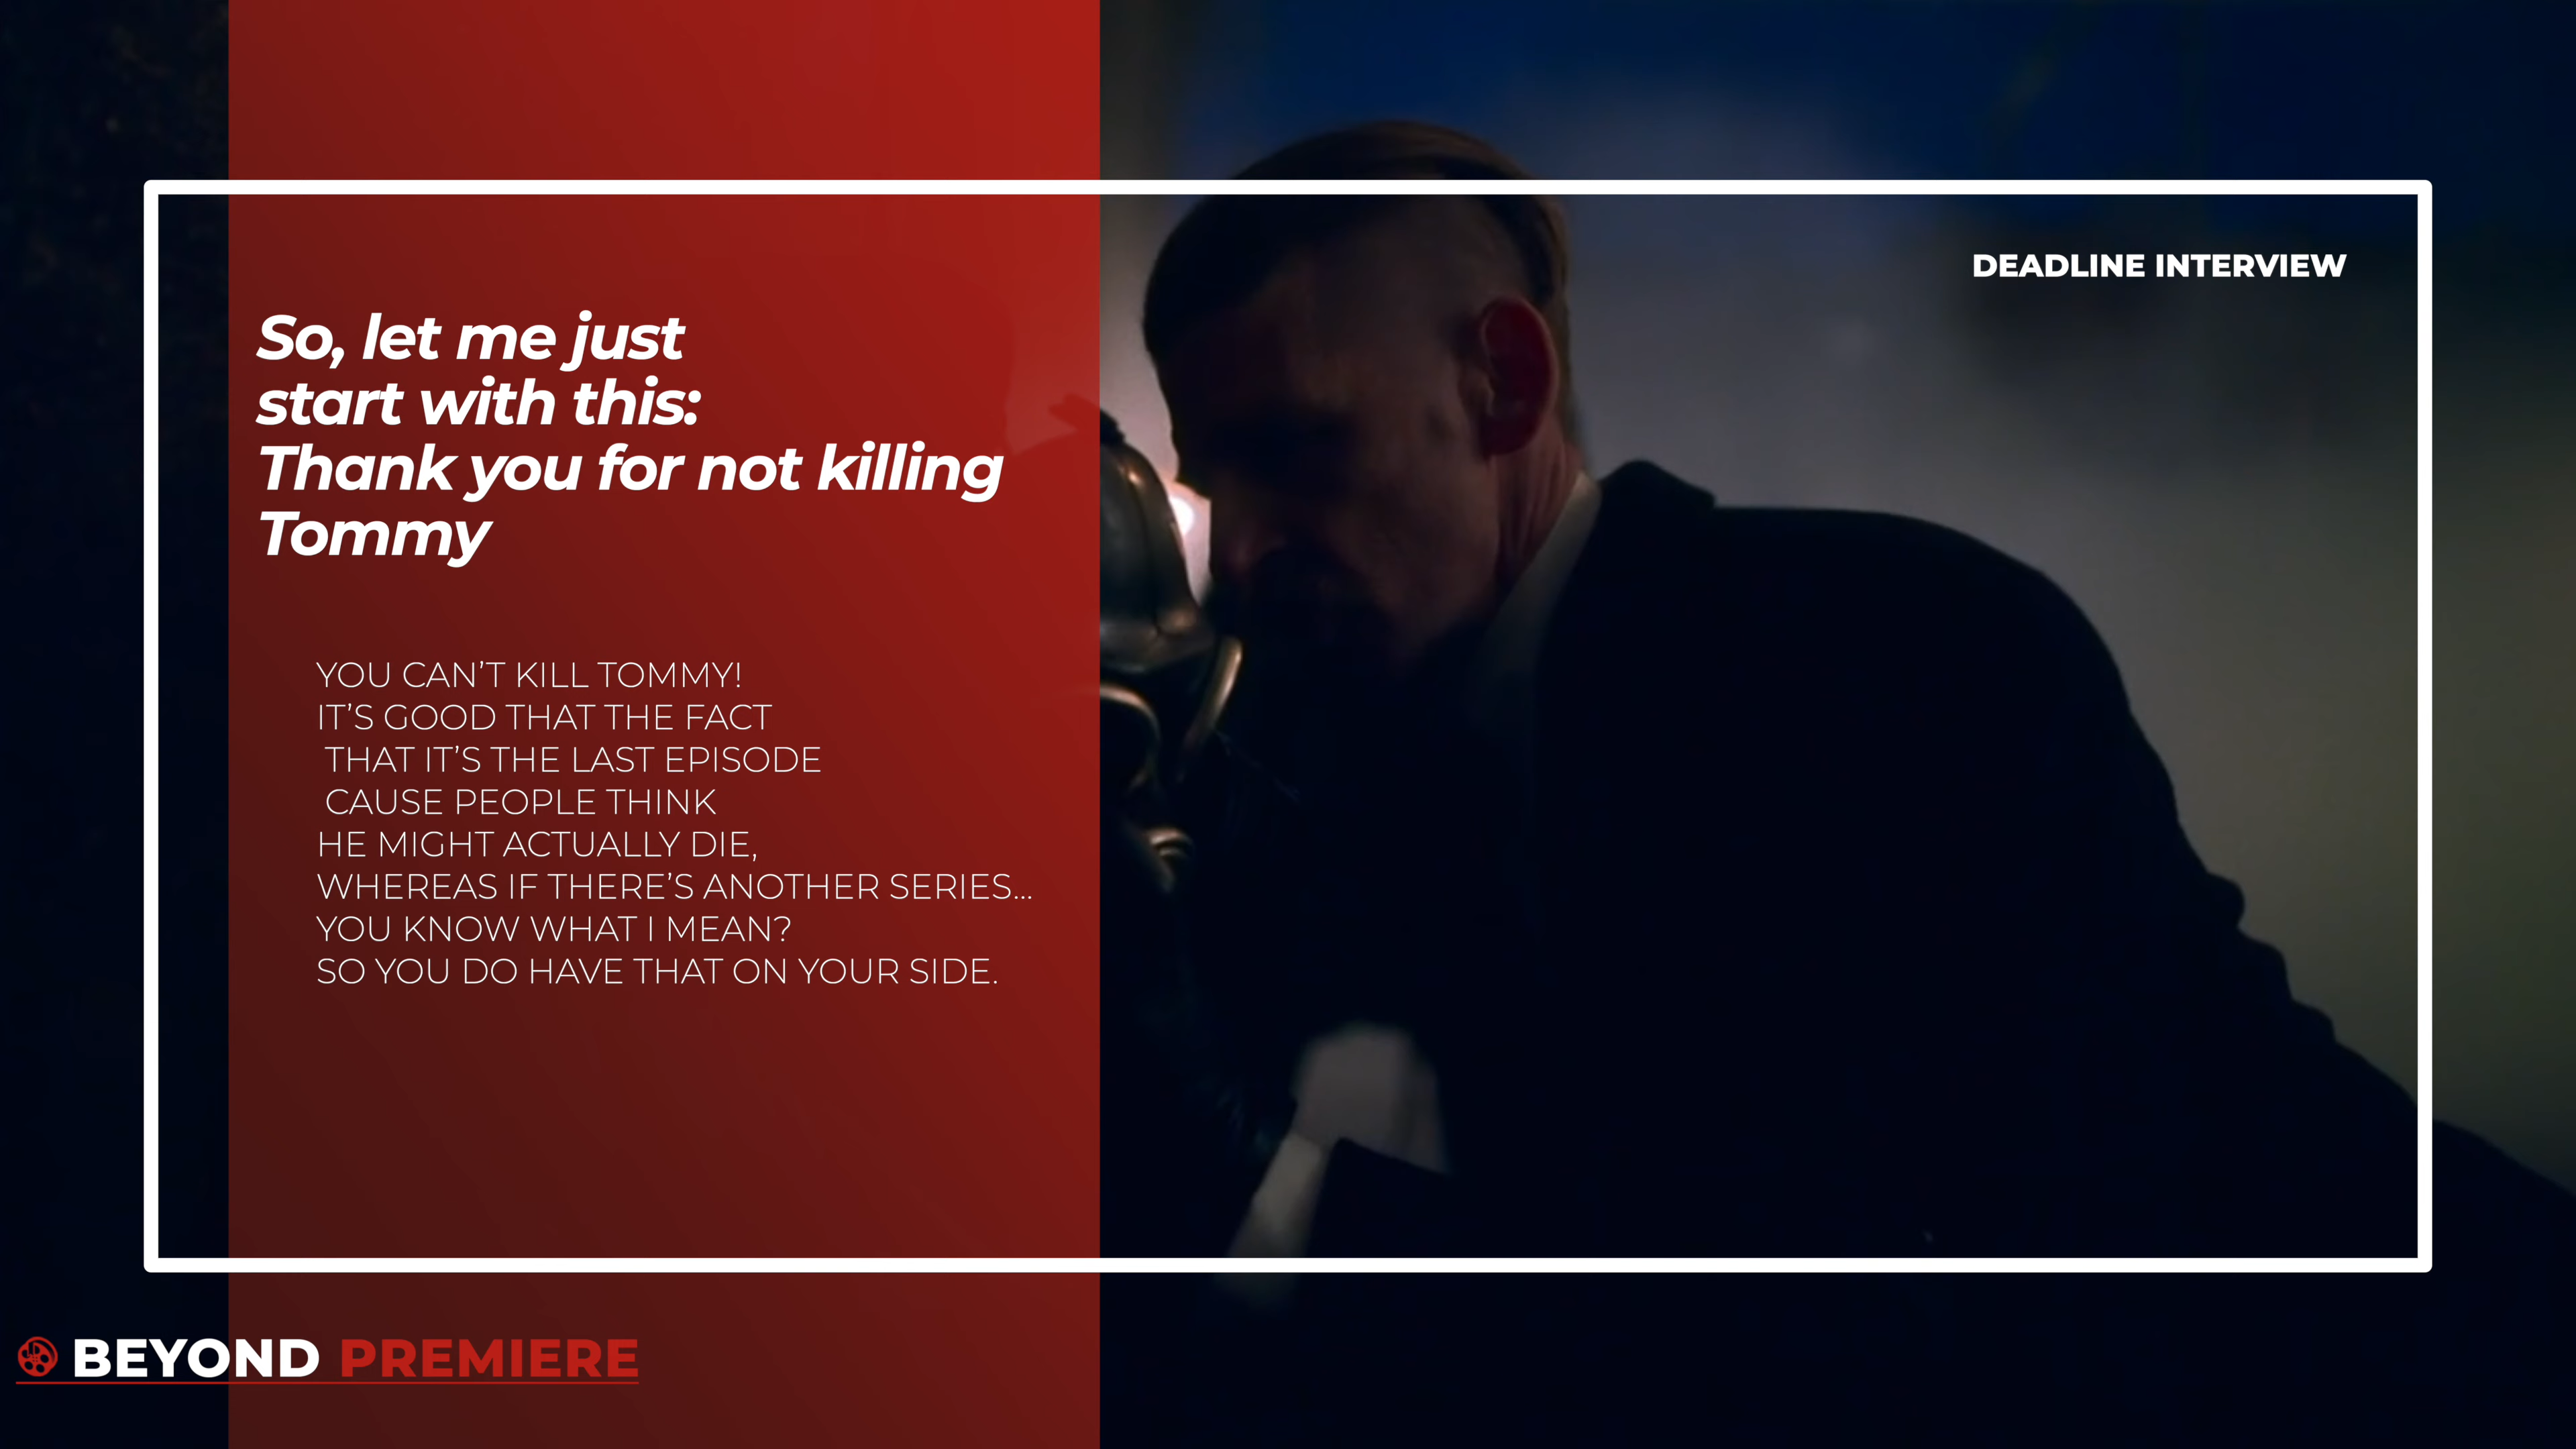 DEADLINE INTERVIEW
So, let me just
start with this:
Thank you for not killing
Tommy
YOU CAN'T KILL TOMMY!
IT'S GOOD THAT THE FACT
THAT IT'S THE LAST EPISODE
CAUSE PEOPLE THINK
HE MIGHT ACTUALLY DIE,
WHEREAS IF THERE'S ANOTHER SERIES...
YOU KNOW WHAT I MEAN?
SO YOU DO HAVE THAT ON YOUR SIDE.
BEYOND PREMIERE